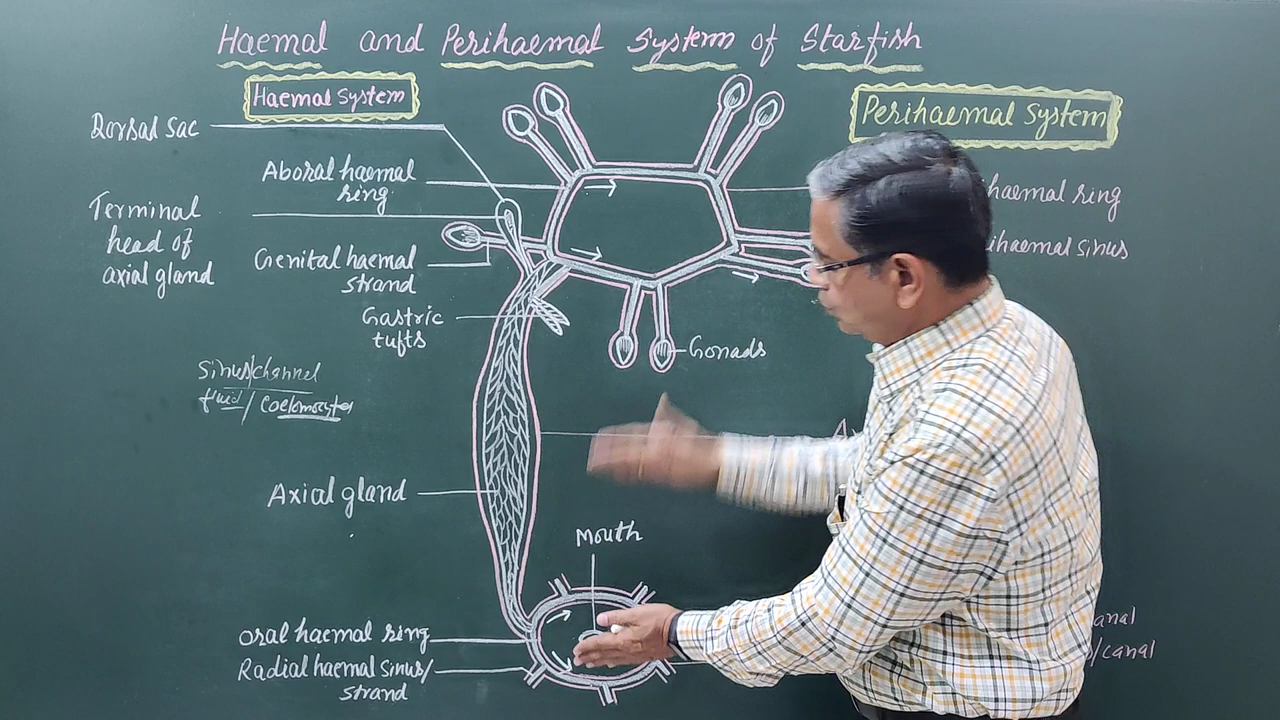 Haemal and Perihaemal System of Starfish
Haemal System
Perihaemal System
Dorsal Sac
Aboral haemal
ring
haemal ring
Terminal
head of
axial gland
Genital haemal
strand
ihaemal sinus
Gastric
tufts
Gonads
Sinus/channel
fluid/Coelomocytes
Axial gland
Mouth
Oral haemal ring
Radial haemal sinus/
strand
anal
/canal